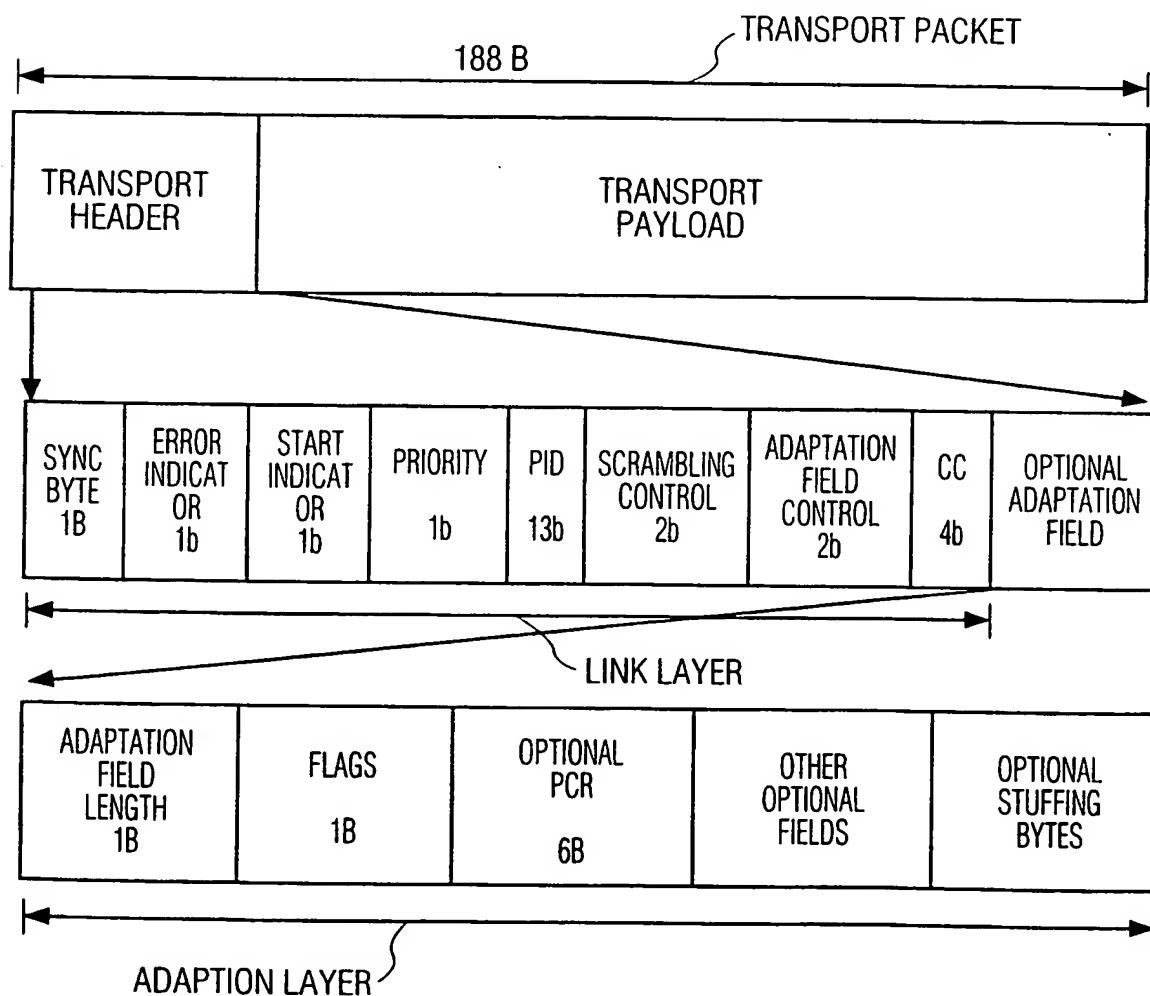 TRANSPORT PACKET
188 B
TRANSPORT
HEADER
TRANSPORT
PAYLOAD
SYNC
BYTE
1B
ERROR
INDICAT
OR
1b
START
INDICAT
OR
1b
PRIORITY
1b
PID
13b
SCRAMBLING
CONTROL
2b
ADAPTATION
FIELD
CONTROL
2b
CC
4b
OPTIONAL
ADAPTATION
FIELD
LINK LAYER
ADAPTATION
FIELD
LENGTH
1B
FLAGS
1B
OPTIONAL
PCR
6B
OTHER
OPTIONAL
FIELDS
OPTIONAL
STUFFING
BYTES
ADAPTION LAYER